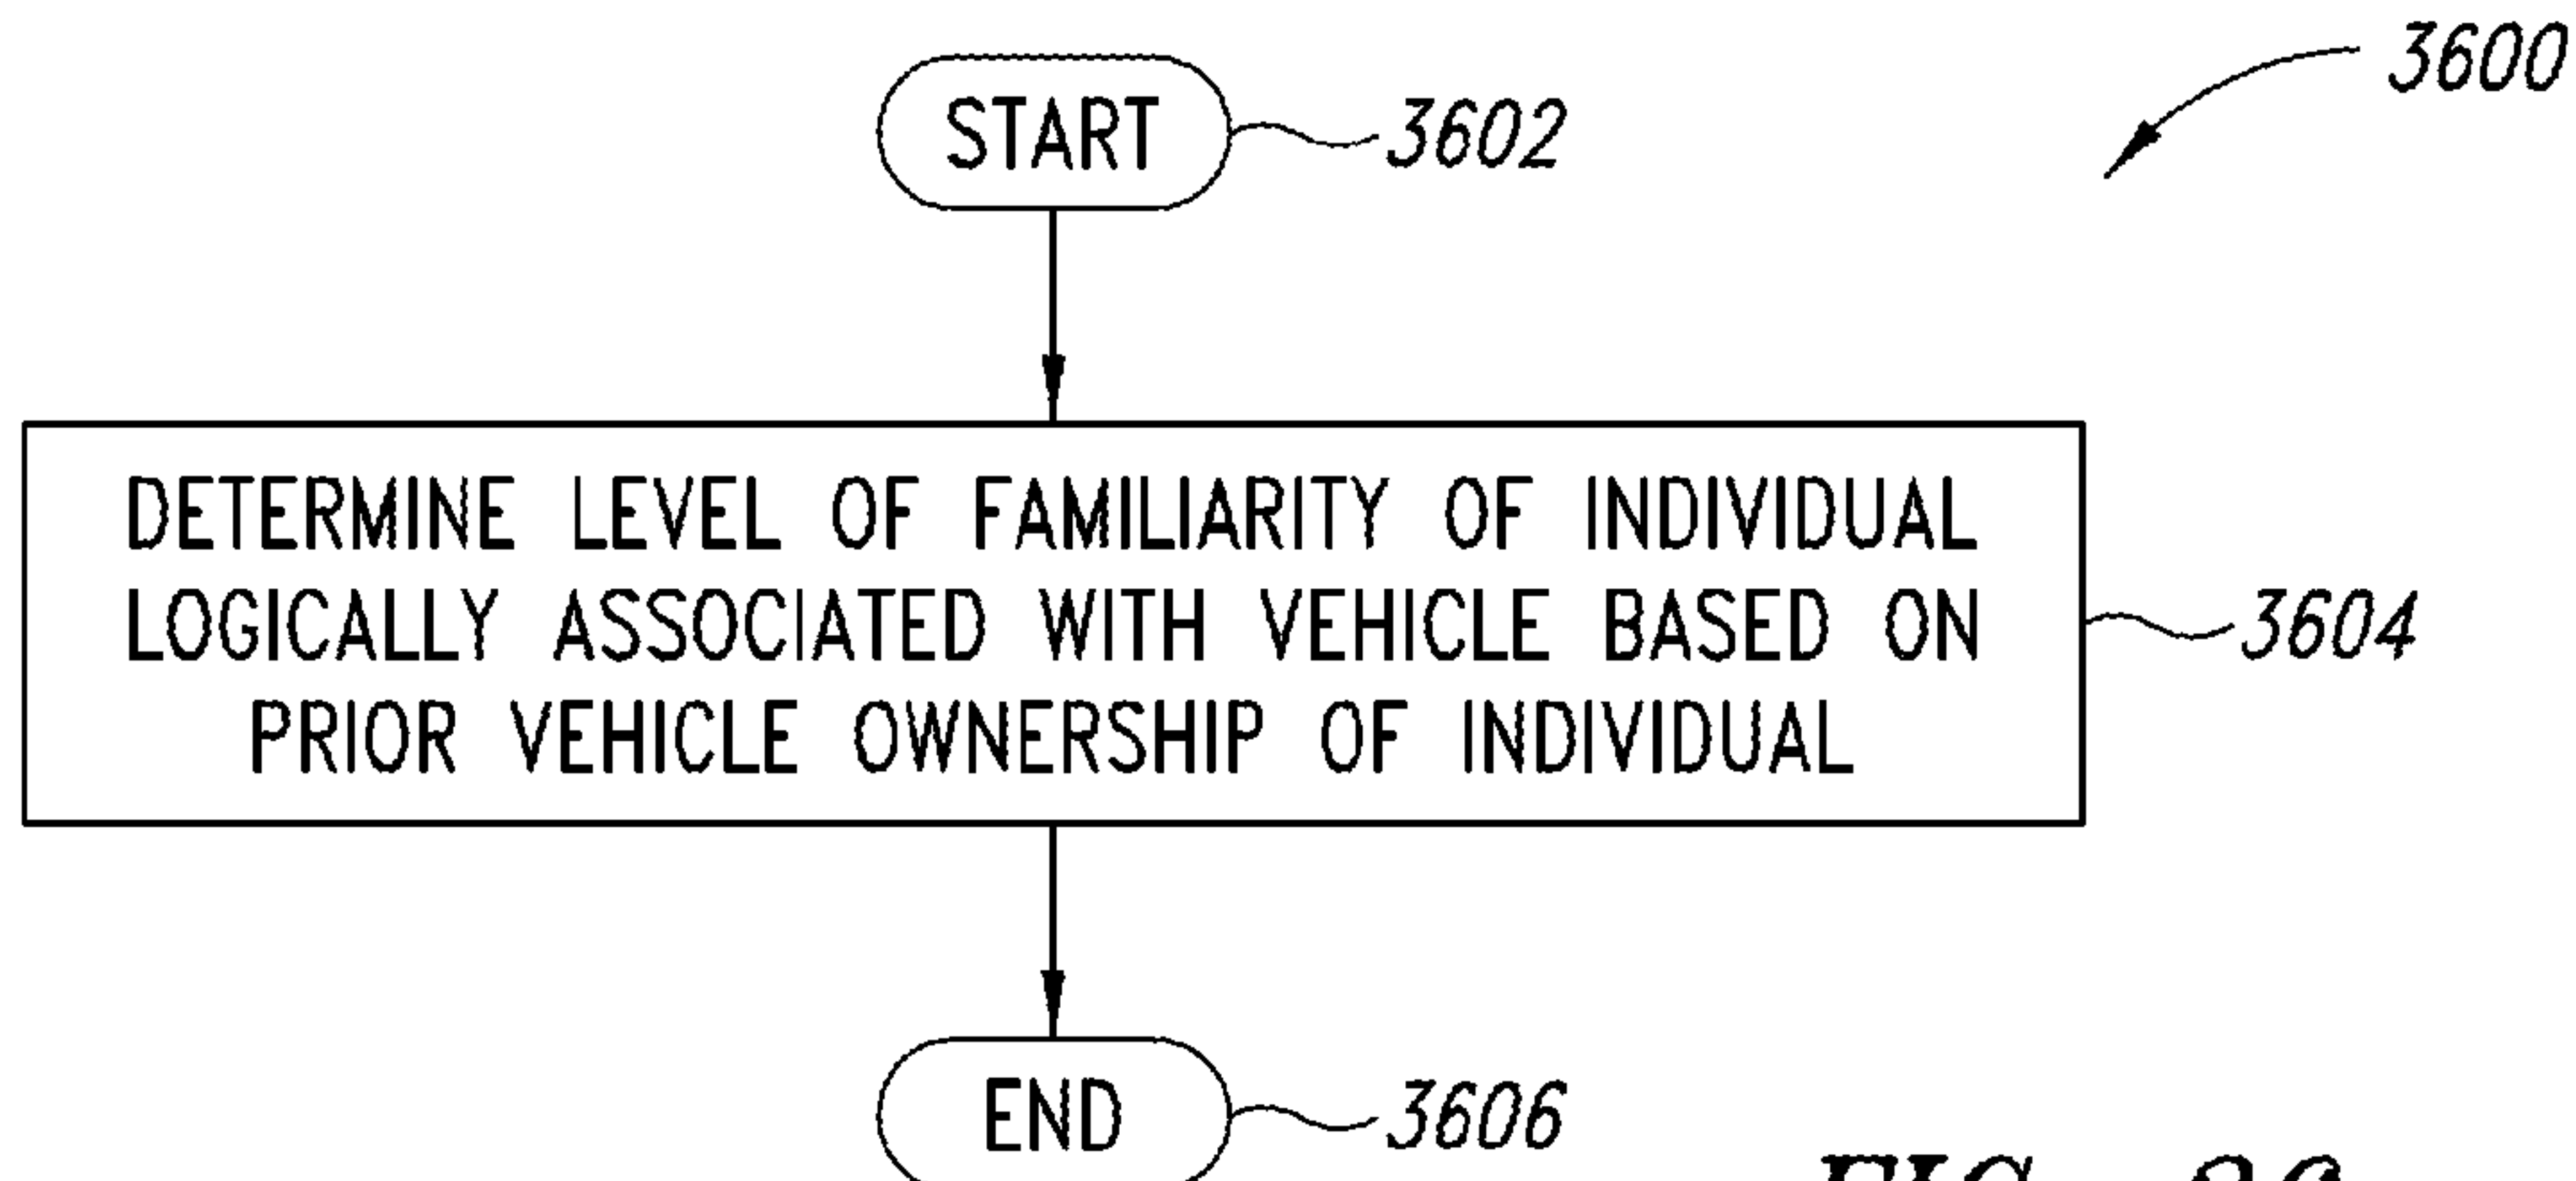 3600
START
3602
DETERMINE LEVEL OF FAMILIARITY OF INDIVIDUAL
LOGICALLY ASSOCIATED WITH VEHICLE BASED ON
PRIOR VEHICLE OWNERSHIP OF INDIVIDUAL
3604
END
3606